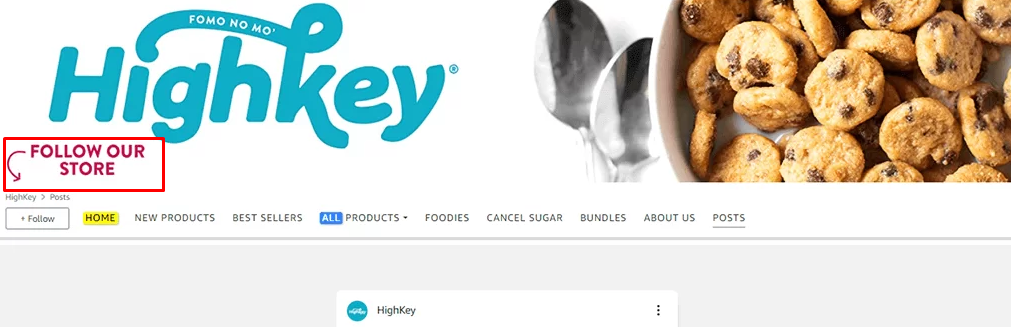 FOMO NO MO'
Highkey®
FOLLOW OUR
STORE
HighKey > Posts
+ Follow HOME NEW PRODUCTS BEST SELLERS ALL PRODUCTS FOODIES CANCEL SUGAR BUNDLES ABOUT US POSTS
HighKey HighKey